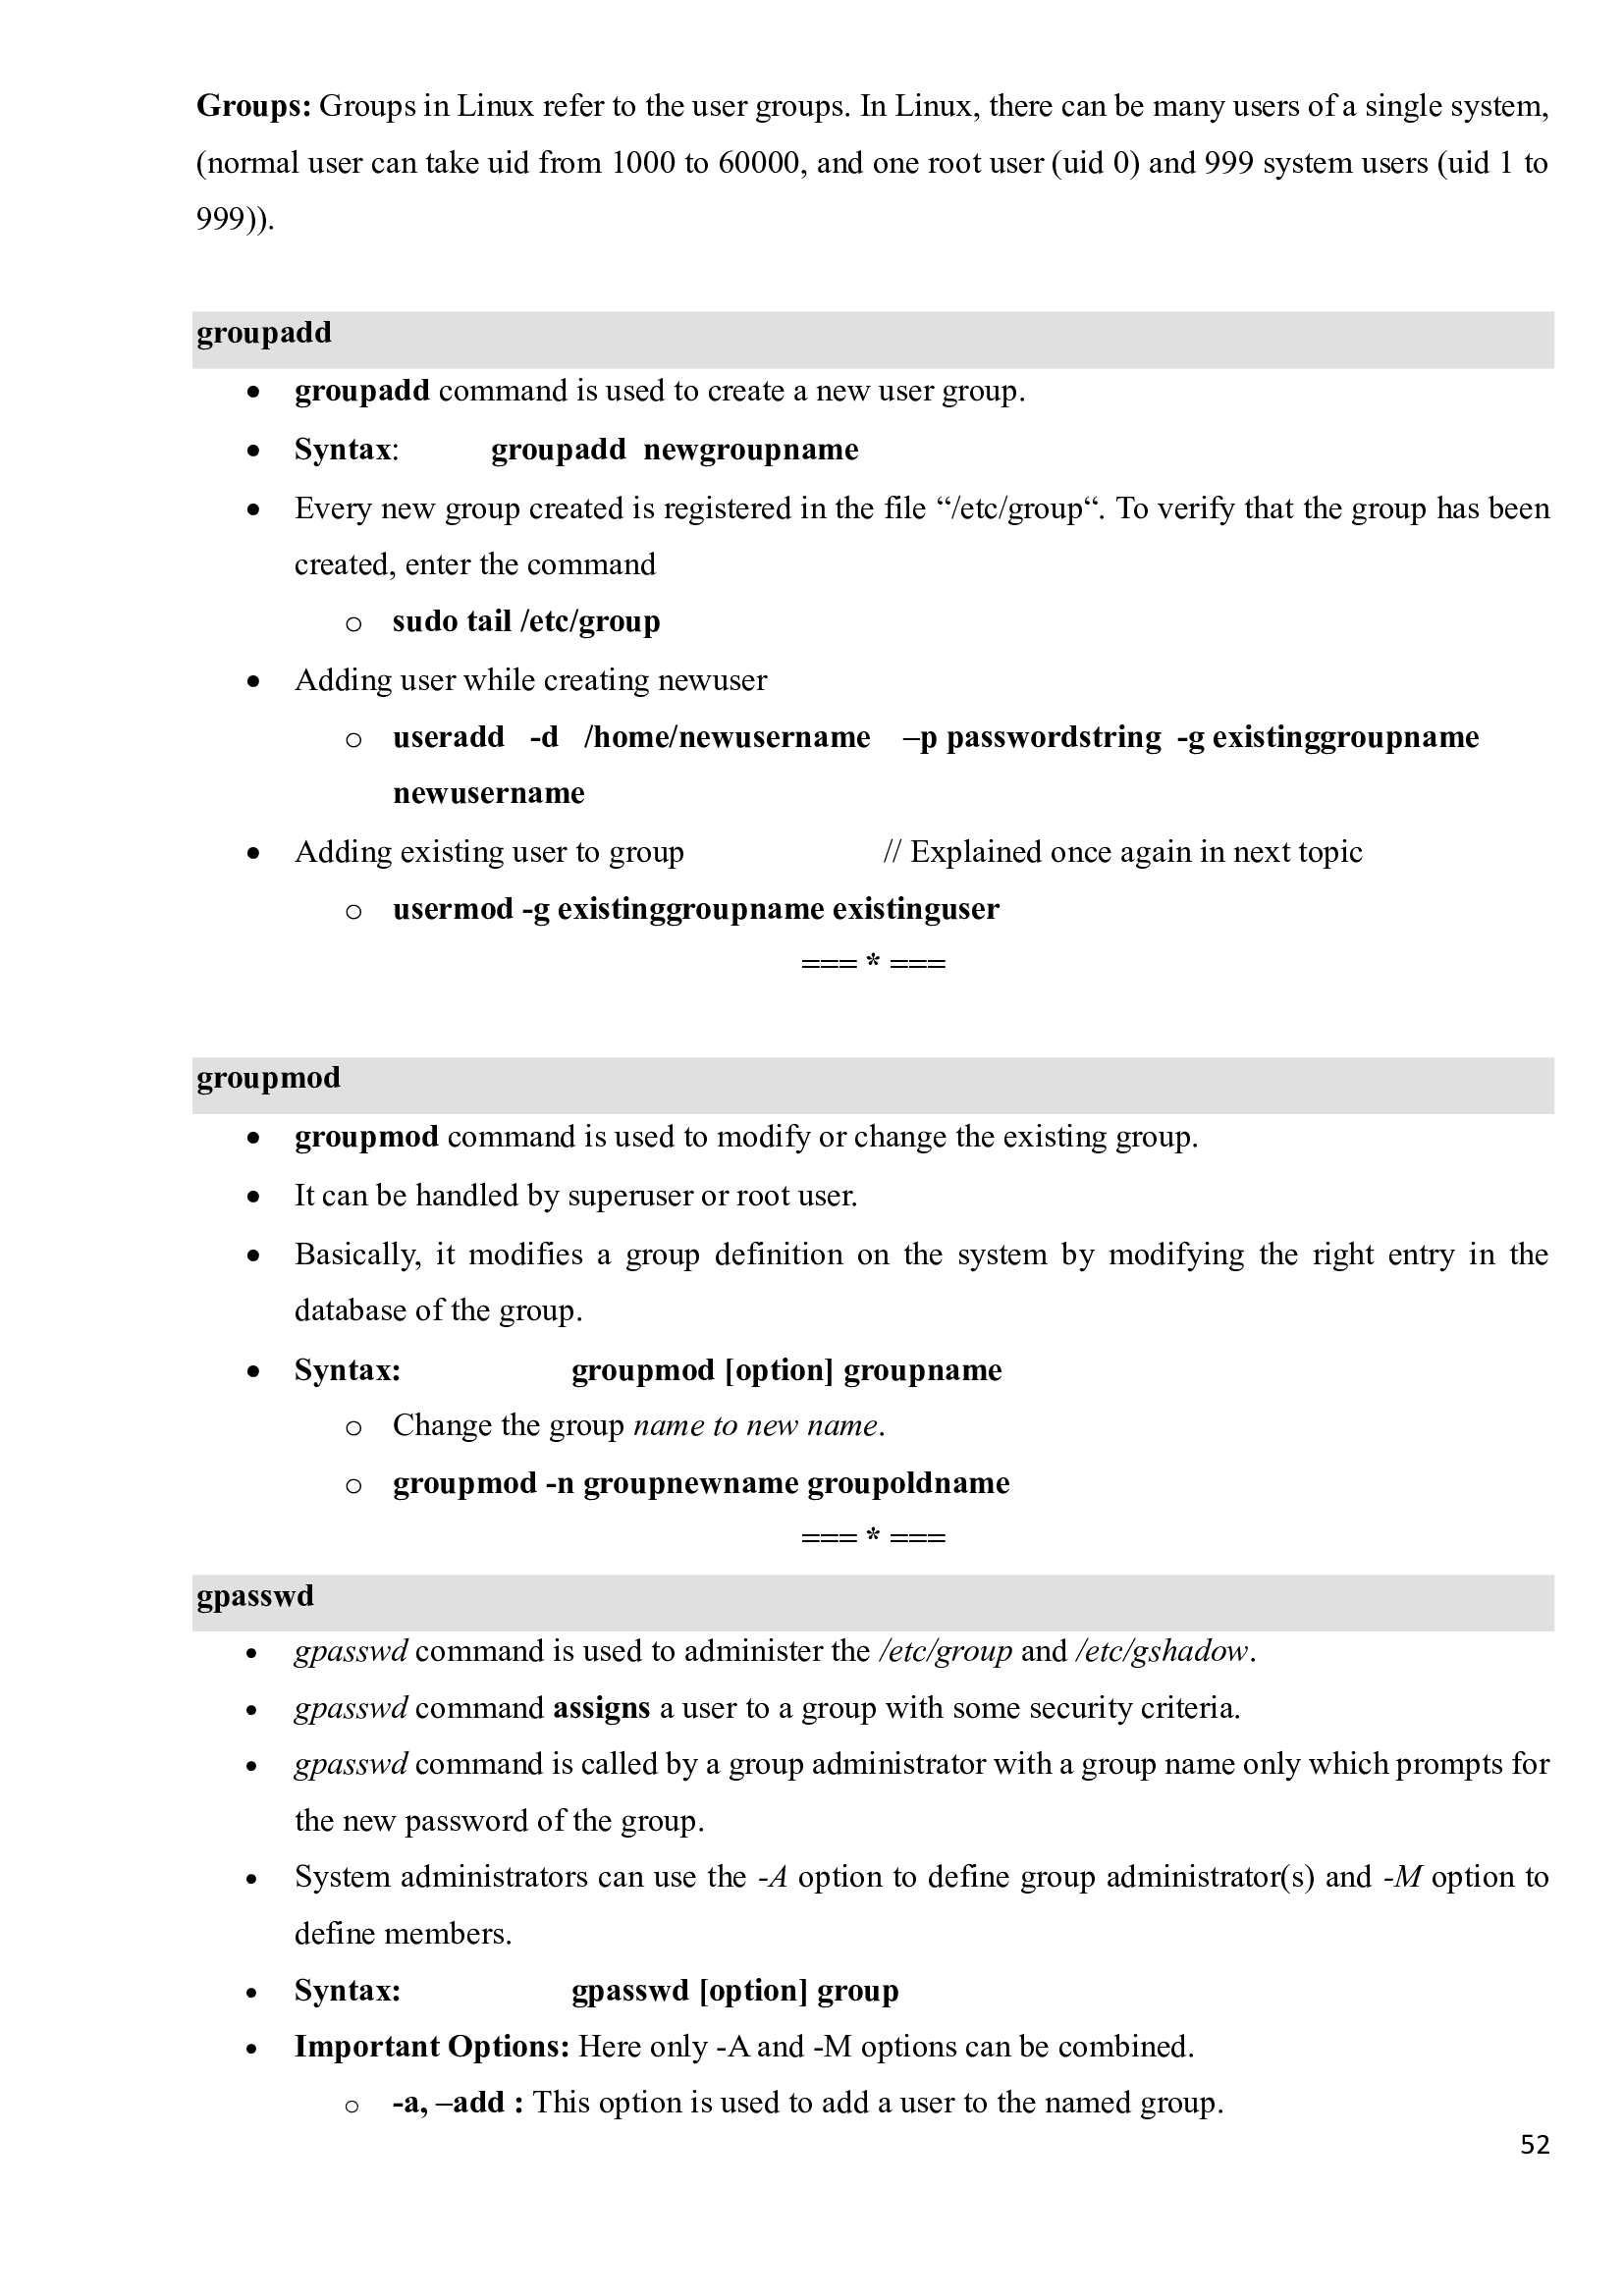 Groups: Groups in Linux refer to the user groups. In Linux, there can be many users of a single system,
(normal user can take uid from 1000 to 60000, and one root user (uid 0) and 999 system users (uid 1 to
999)).
groupadd
• groupadd command is used to create a new user group.
• Syntax: groupadd newgroupname
• Every new group created is registered in the file “/etc/group“. To verify that the group has been
created, enter the command
o sudo tail /etc/group
• Adding user while creating newuser
o useradd -d /home/newusername –p passwordstring -g existinggroupname
newusername
• Adding existing user to group // Explained once again in next topic
o usermod -g existinggroupname existinguser
=== * ===
groupmod
• groupmod command is used to modify or change the existing group.
• It can be handled by superuser or root user.
• Basically, it modifies a group definition on the system by modifying the right entry in the
database of the group.
• Syntax: groupmod [option] groupname
o Change the group name to new name.
o groupmod -n groupnewname groupoldname
=== * ===
gpasswd
• gpasswd command is used to administer the /etc/group and /etc/gshadow.
• gpasswd command assigns a user to a group with some security criteria.
• gpasswd command is called by a group administrator with a group name only which prompts for
the new password of the group.
• System administrators can use the -A option to define group administrator(s) and -M option to
define members.
• Syntax: gpasswd [option] group
• Important Options: Here only -A and -M options can be combined.
o -a, –add : This option is used to add a user to the named group.
52